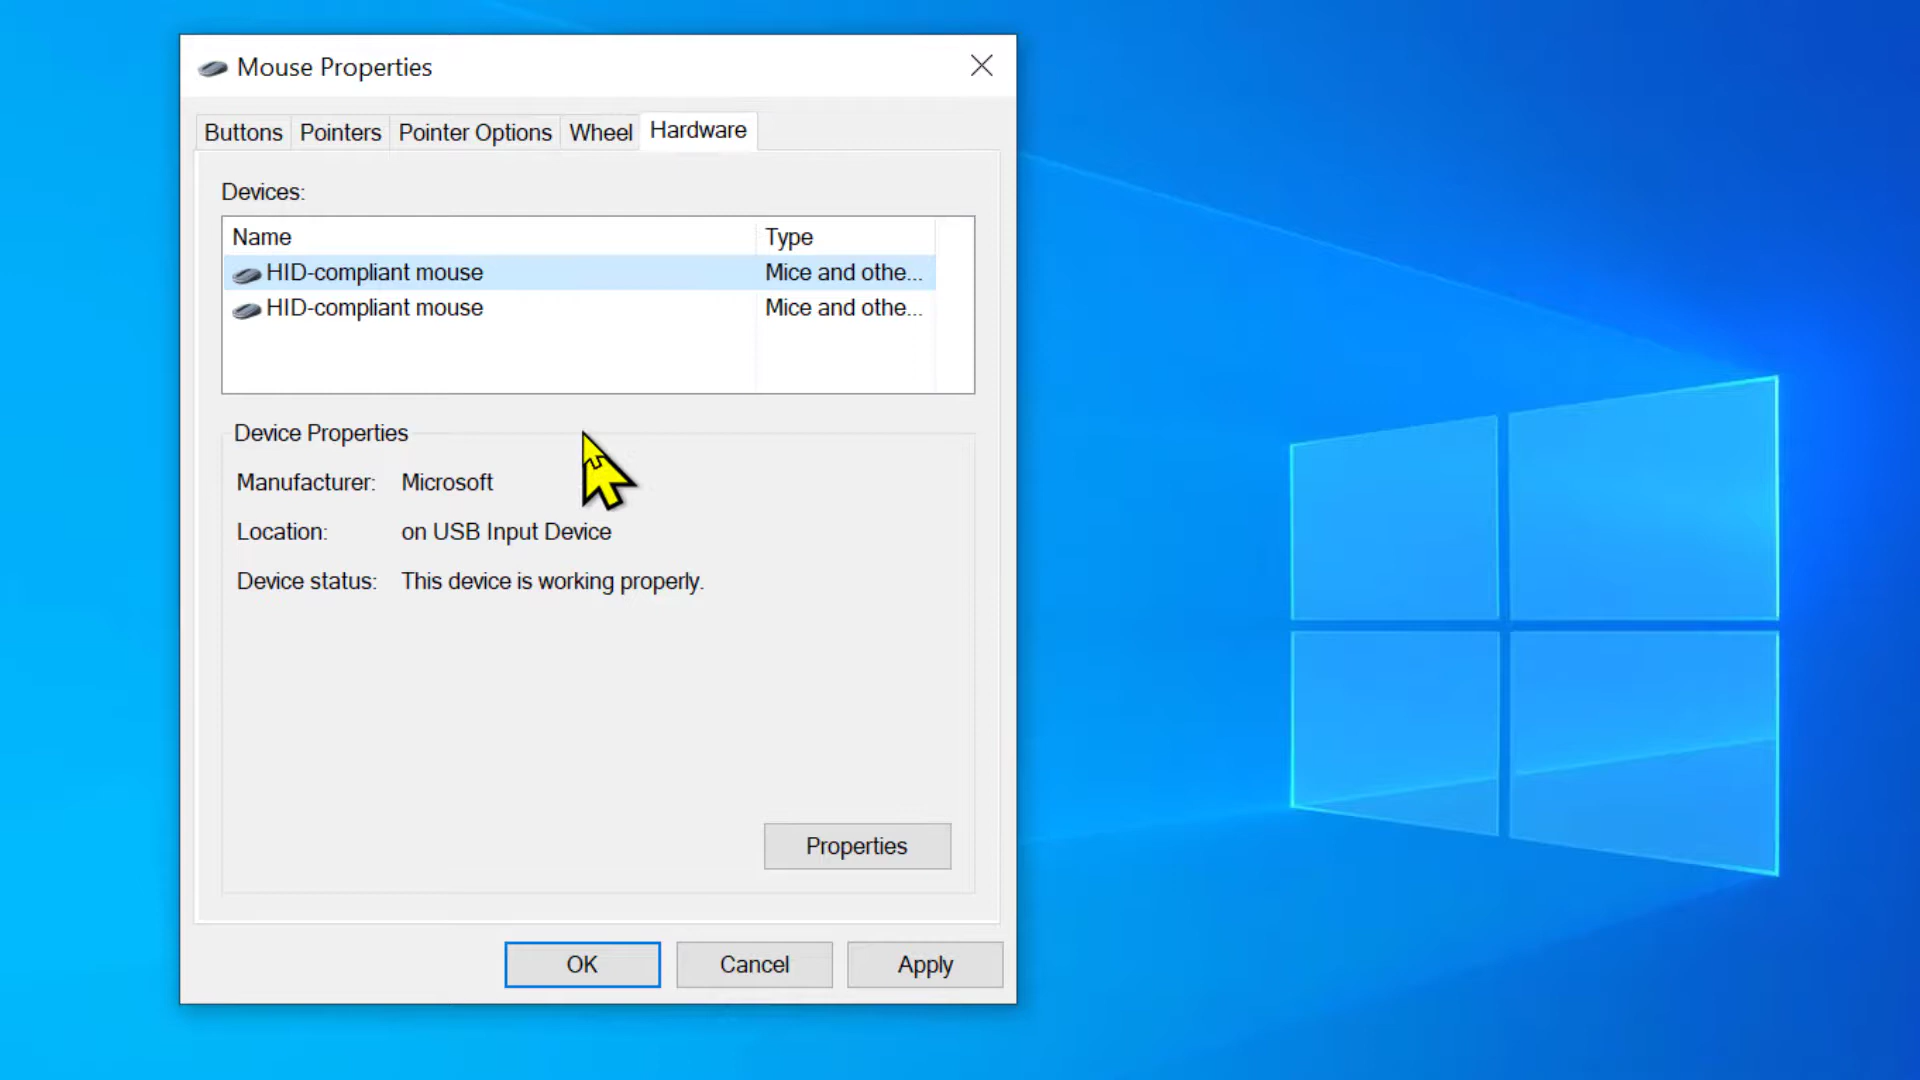 Mouse Properties
Buttons Pointers Pointer Options Wheel Hardware
Devices:
Name Type
HID-compliant mouse Mice and othe...
HID-compliant mouse Mice and othe...
Device Properties
Manufacturer: Microsoft
Location: on USB Input Device
Device status: This device is working properly.
Properties
OK Cancel Apply